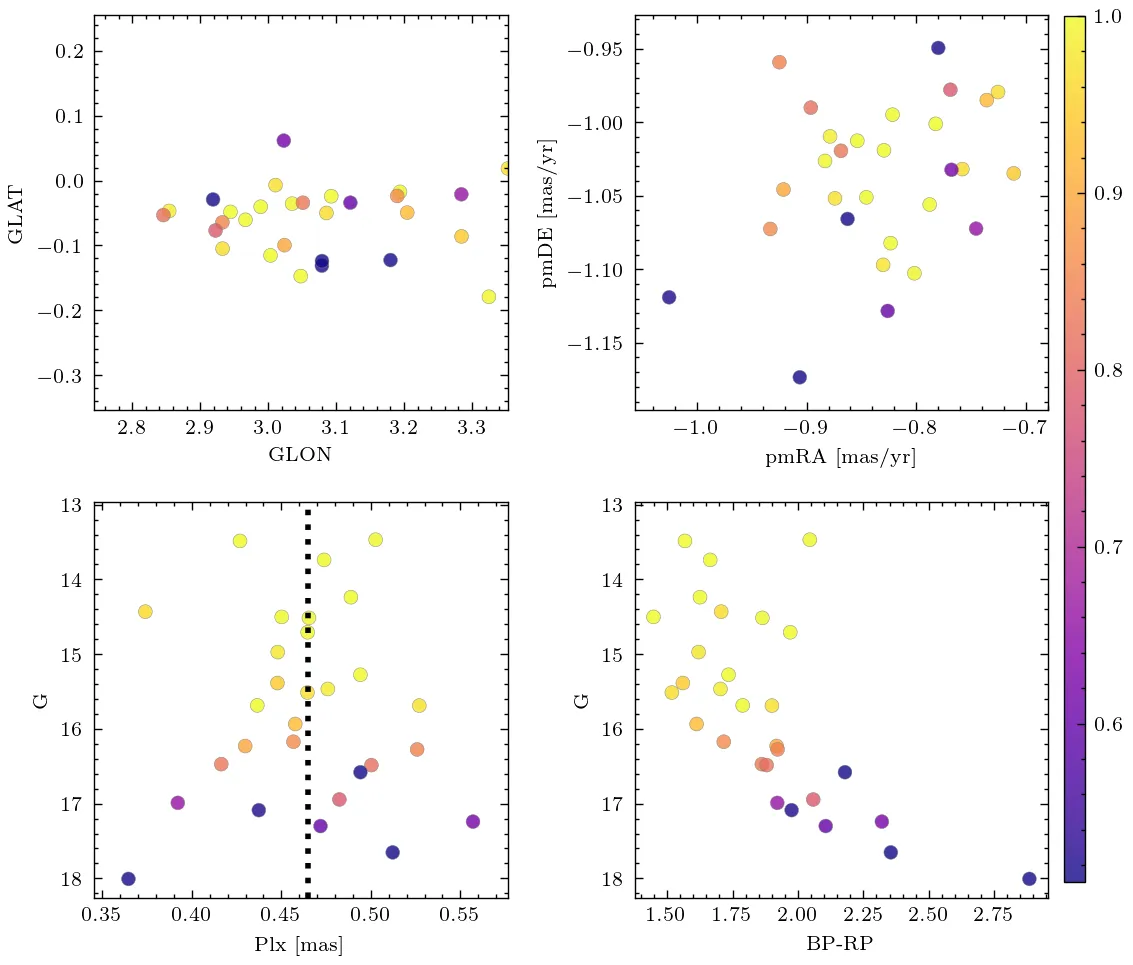 0.2
0.1
0.0
−0.1
−0.2
−0.3
GLAT
2.8 2.9 3.0 3.1 3.2 3.3
GLON
−0.95
−1.00
−1.05
−1.10
−1.15
pmDE [mas/yr]
−1.0 −0.9 −0.8 −0.7
pmRA [mas/yr]
1.0
0.9
0.8
0.7
0.6
13
14
15
16
17
18
G
0.35 0.40 0.45 0.50 0.55
Plx [mas]
13
14
15
16
17
18
G
1.50 1.75 2.00 2.25 2.50 2.75
BP-RP